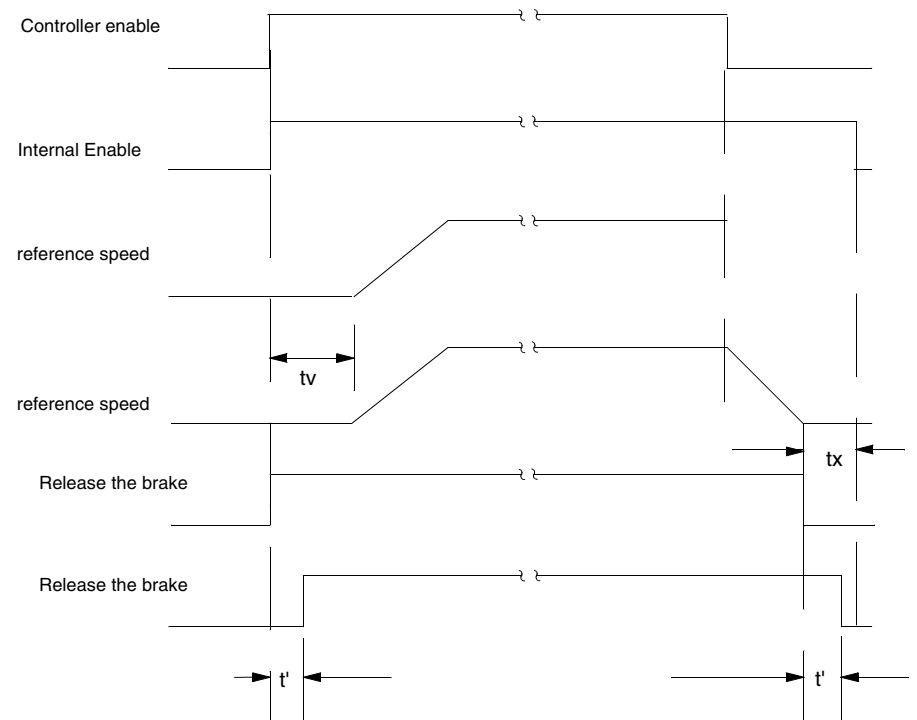 Controller enable
Internal Enable
reference speed
tv
reference speed
tx
Release the brake
Release the brake
t' t'